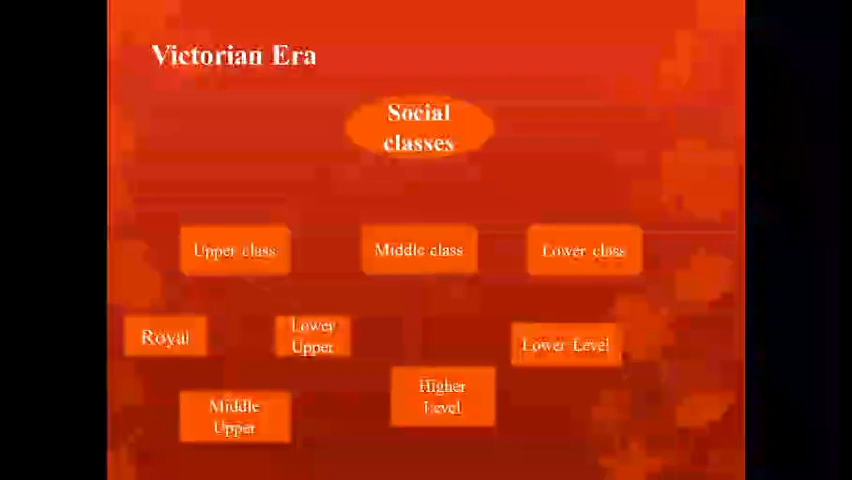 Victorian Era
Social
classes
Upper class
Middle class
Lower class
Royal
Lower
Upper
Lower Level
Higher
Level
Middle
Upper